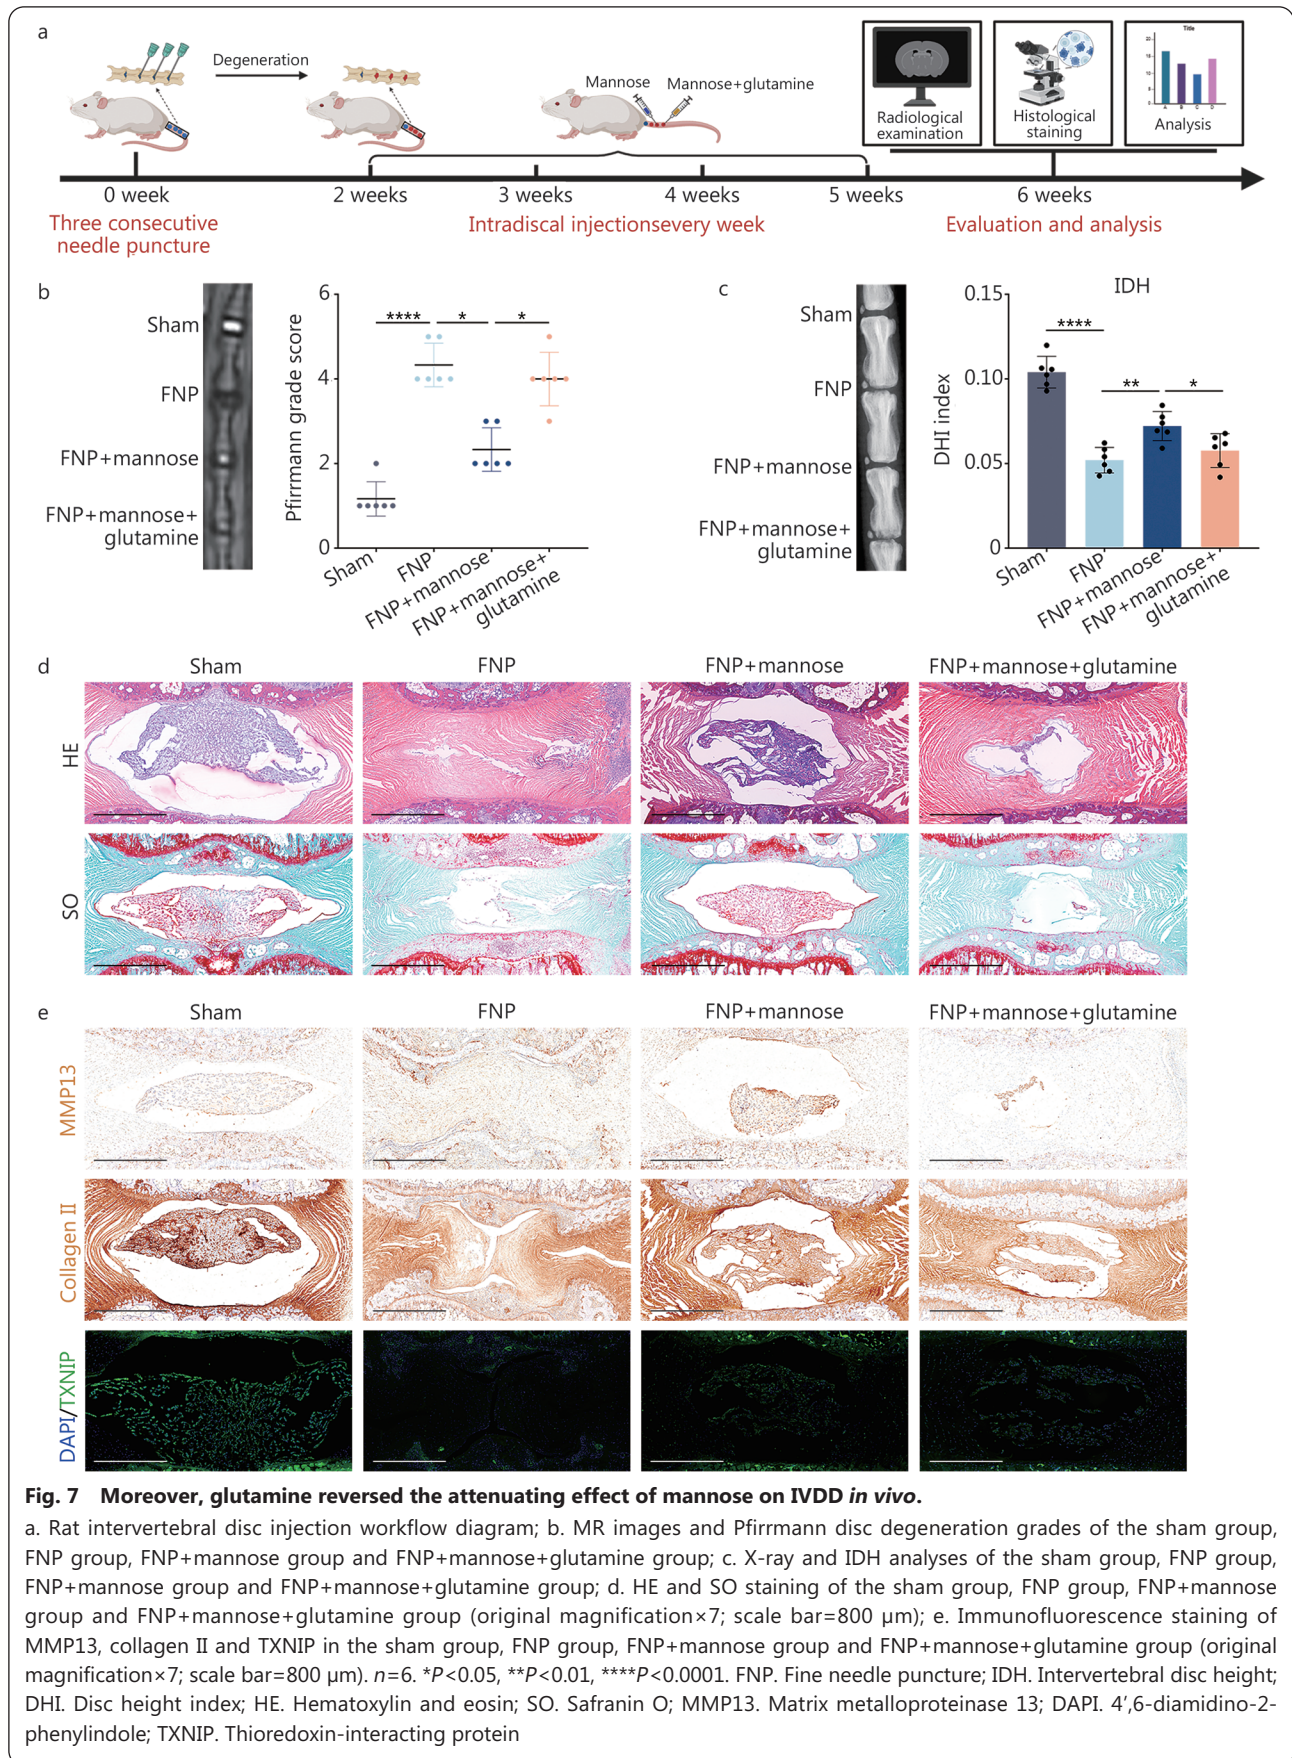 a
Degeneration
Mannose
Mannose+glutamine
Radiological
examination
Histological
staining
Title
A B C D
Analysis
0 week
2 weeks
3 weeks
4 weeks
5 weeks
6 weeks
Three consecutive
needle puncture
Intradiscal injectionsevery week
Evaluation and analysis
b
Sham
FNP
FNP+mannose
FNP+mannose+
glutamine
Pfirrmann grade score
6
4
2
0
**** * *
Sham
FNP
FNP+mannose
FNP+mannose+
glutamine
c
Sham
FNP
FNP+mannose
FNP+mannose+
glutamine
IDH
DHI index
0.15
0.10
0.05
0
**** ** *
Sham
FNP
FNP+mannose
FNP+mannose+
glutamine
d
Sham FNP FNP+mannose FNP+mannose+glutamine
HE
SO
e
Sham FNP FNP+mannose FNP+mannose+glutamine
MMP13
Collagen II
DAPI/TXNIP
Fig. 7 Moreover, glutamine reversed the attenuating effect of mannose on IVDD in vivo.
a. Rat intervertebral disc injection workflow diagram; b. MR images and Pfirrmann disc degeneration grades of the sham group,
FNP group, FNP+mannose group and FNP+mannose+glutamine group; c. X-ray and IDH analyses of the sham group, FNP group,
FNP+mannose group and FNP+mannose+glutamine group; d. HE and SO staining of the sham group, FNP group, FNP+mannose
group and FNP+mannose+glutamine group (original magnification×7; scale bar=800 μm); e. Immunofluorescence staining of
MMP13, collagen II and TXNIP in the sham group, FNP group, FNP+mannose group and FNP+mannose+glutamine group (original
magnification×7; scale bar=800 μm). n=6. *P<0.05, **P<0.01, ****P<0.0001. FNP. Fine needle puncture; IDH. Intervertebral disc height;
DHI. Disc height index; HE. Hematoxylin and eosin; SO. Safranin O; MMP13. Matrix metalloproteinase 13; DAPI. 4′,6-diamidino-2-
phenylindole; TXNIP. Thioredoxin-interacting protein